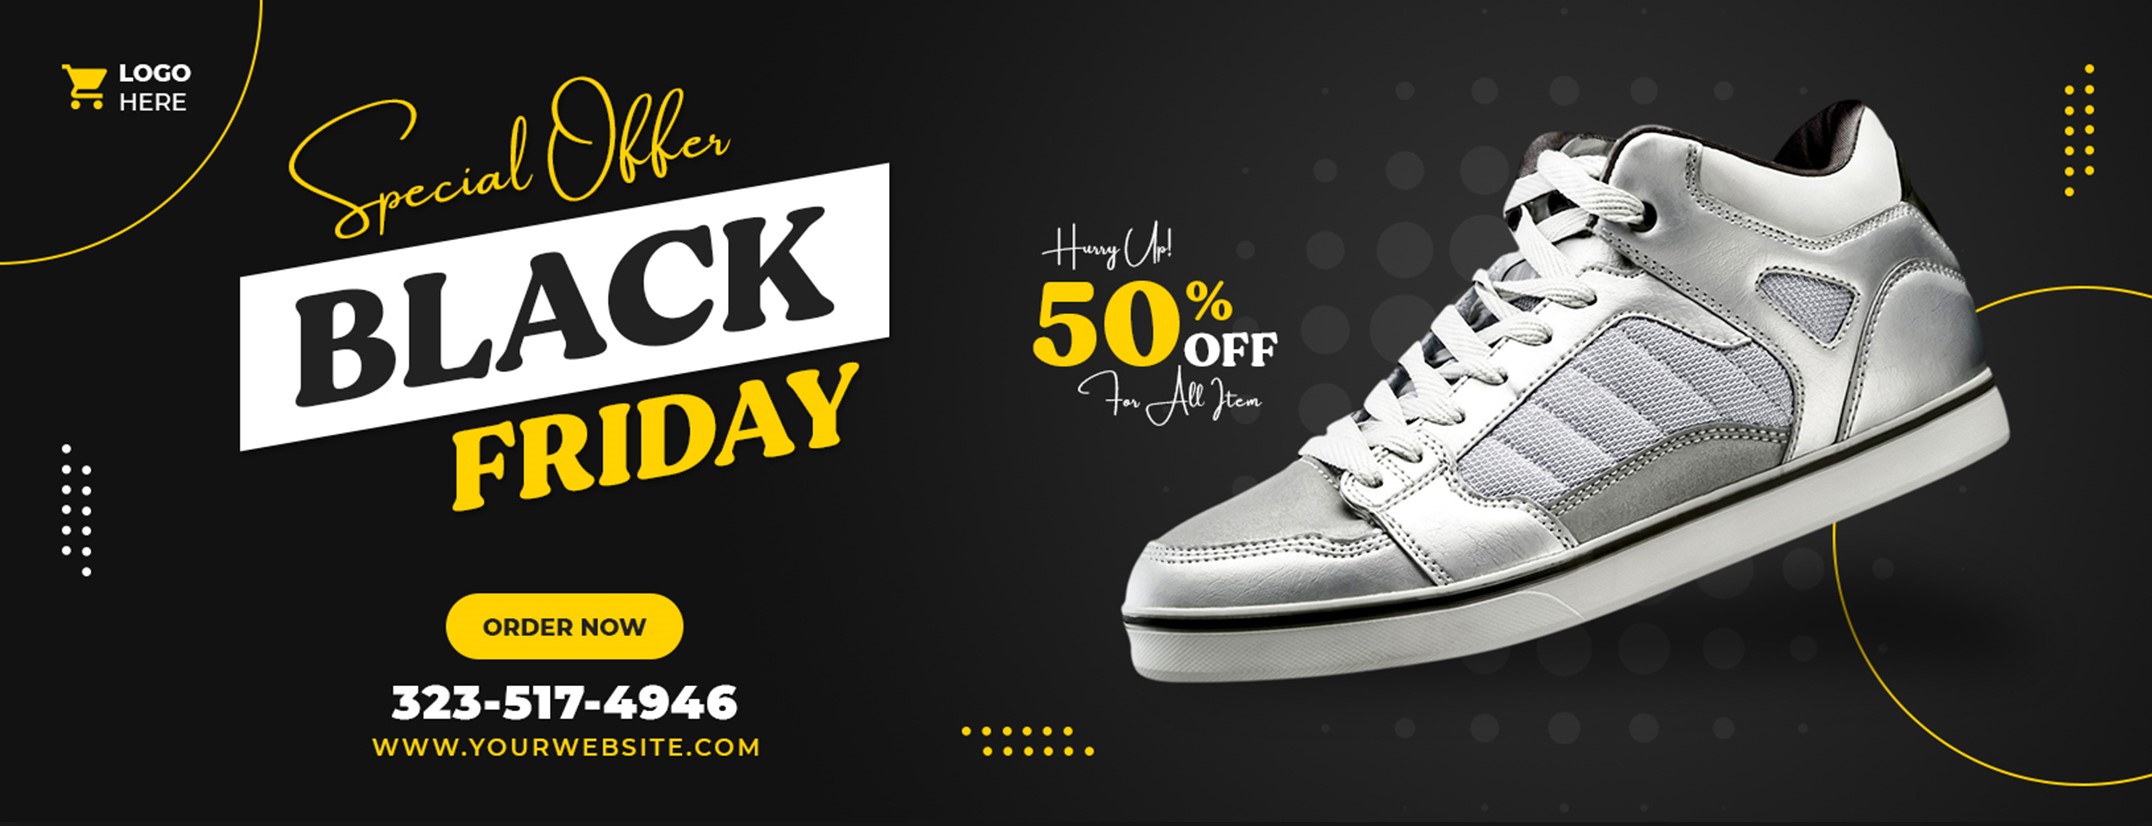 LOGO
HERE
Special Offer
BLACK
FRIDAY
Hurry Up!
50%
OFF
For All Item
ORDER NOW
323-517-4946
WWW.YOURWEBSITE.COM